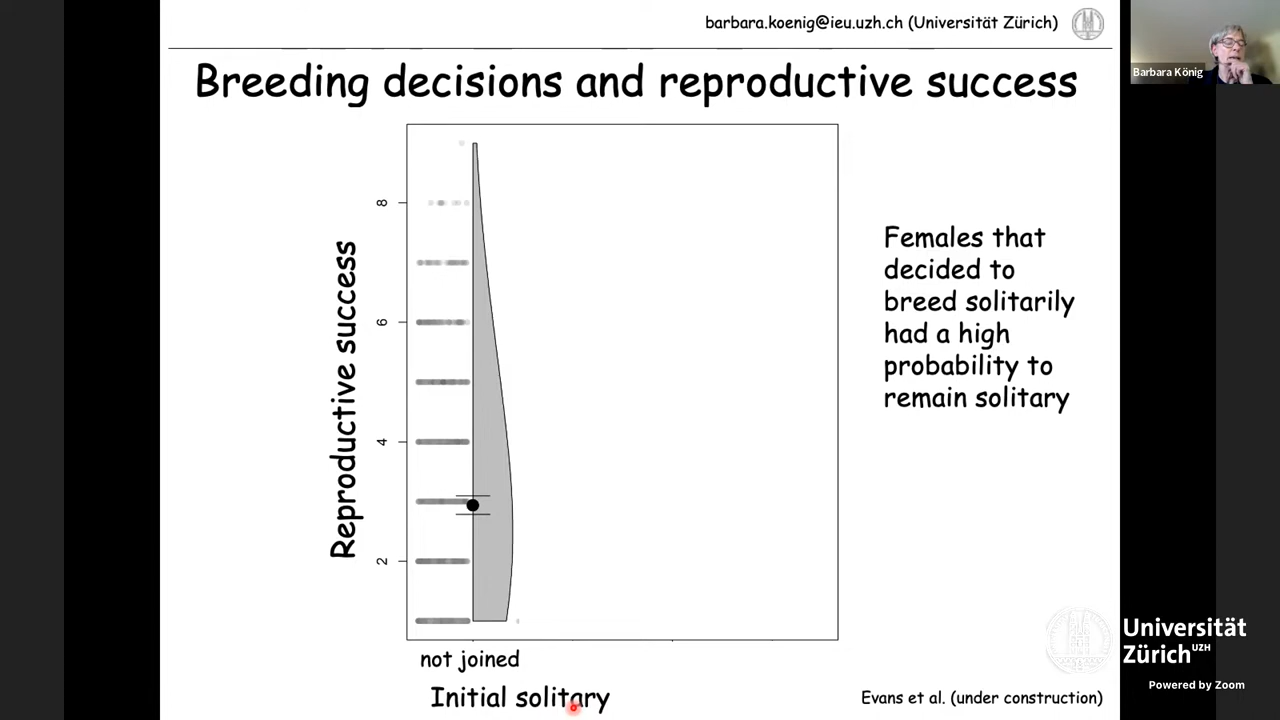 barbara.koenig@ieu.uzh.ch (Universität Zürich)
Barbara König
Breeding decisions and reproductive success
Reproductive success
8
6
4
2
Females that
decided to
breed solitarily
had a high
probability to
remain solitary
not joined
Initial solitary
Evans et al. (under construction)
Universität
Zürich UZH
Powered by Zoom